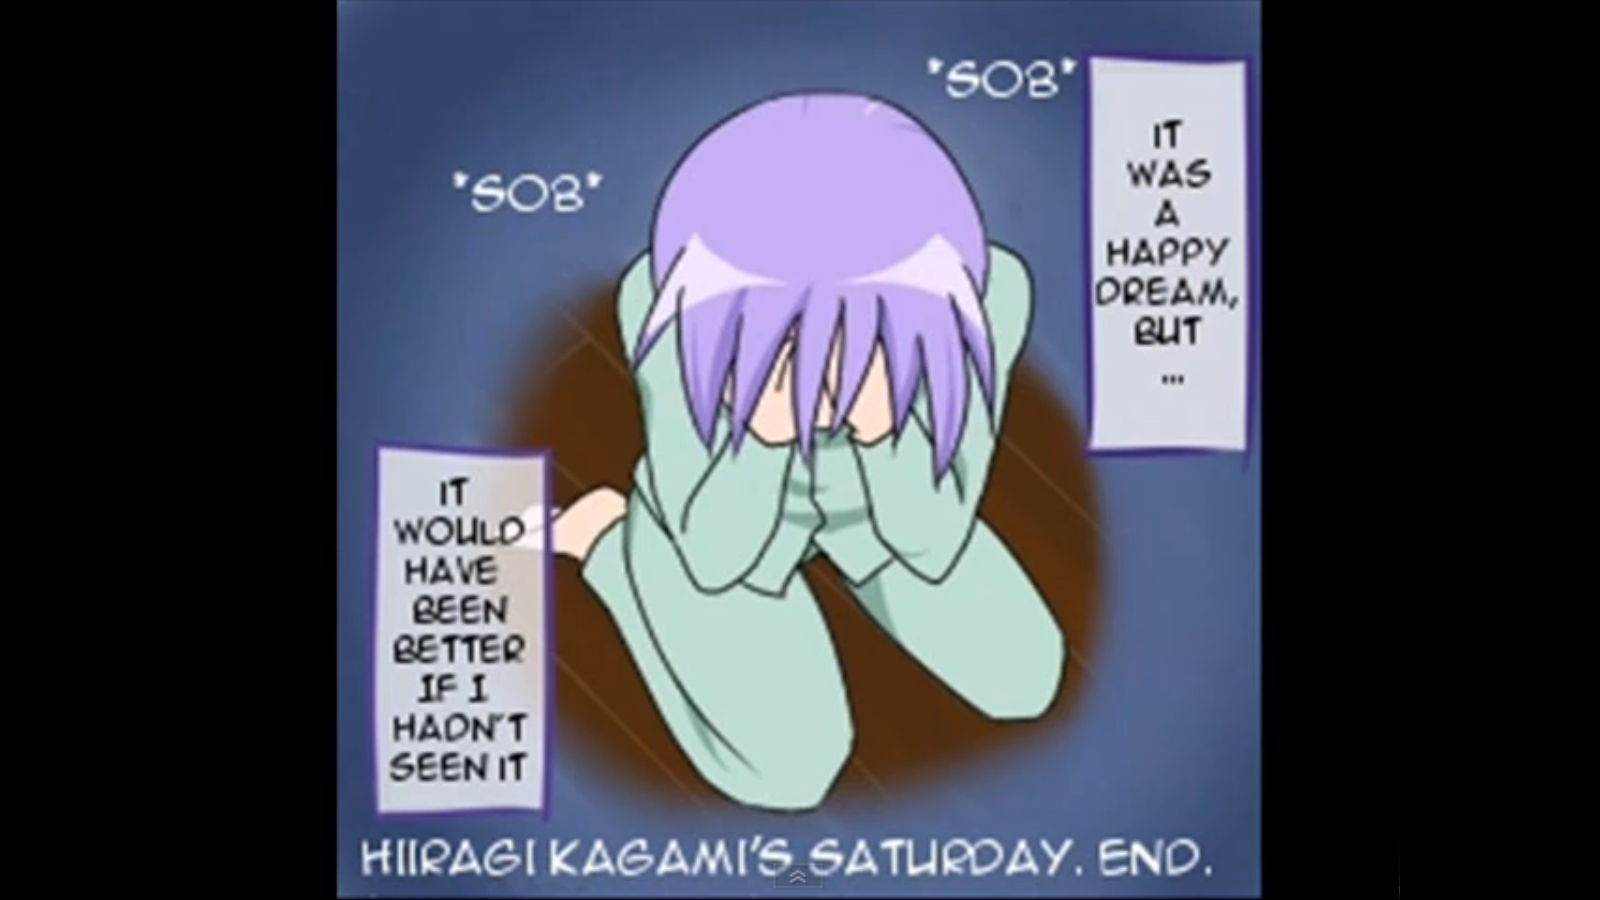 *SOB*
IT
WAS
A
HAPPY
DREAM,
BUT
...
*SOB*
IT
WOULD
HAVE
BEEN
BETTER
IF I
HADN'T
SEEN IT
HIIRAGI KAGAMI'S SATURDAY. END.